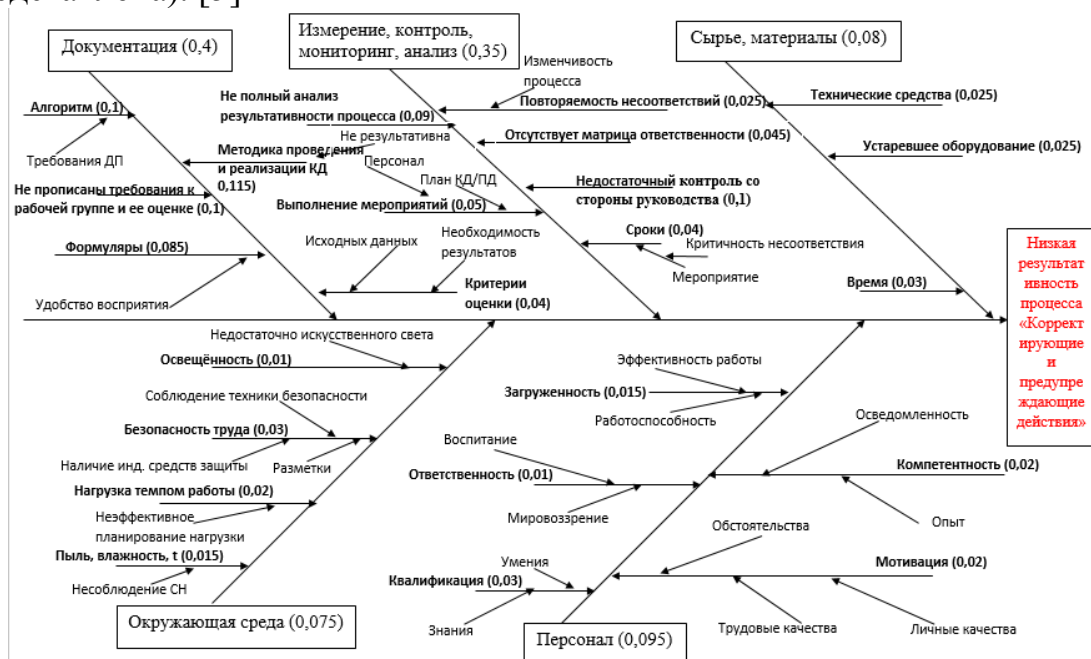 [3]
Документация (0,4)
Измерение, контроль,
мониторинг, анализ (0,35)
Сырье, материалы (0,08)
Изменчивость
процесса
Алгоритм (0,1)
Не полный анализ
результативности процесса (0,09)
Повторяемость несоответствий (0,025)
Технические средства (0,025)
Требования ДП
Не результативна
Отсутствует матрица ответственности (0,045)
Методика проведения
и реализации КД
0,115)
Персонал
Устаревшее оборудование (0,025)
План КД/ПД
Не прописаны требования к
рабочей группе и ее оценке (0,1)
Недостаточный контроль со
стороны руководства (0,1)
Выполнение мероприятий (0,05)
Формуляры (0,085)
Исходных данных
Необходимость
результатов
Сроки (0,04)
Критичность несоответствия
Мероприятие
Удобство восприятия
Критерии
оценки (0,04)
Время (0,03)
Низкая
результат
ивность
процесса
«Коррект
ирующие
и
предупре
ждающие
действия»
Недостаточно искусственного света
Освещённость (0,01)
Эффективность работы
Соблюдение техники безопасности
Загруженность (0,015)
Работоспособность
Осведомленность
Безопасность труда (0,03)
Воспитание
Наличие инд. средств защиты
Разметки
Ответственность (0,01)
Компетентность (0,02)
Нагрузка темпом работы (0,02)
Мировоззрение
Опыт
Неэффективное
планирование нагрузки
Обстоятельства
Пыль, влажность, t (0,015)
Умения
Мотивация (0,02)
Несоблюдение СН
Квалификация (0,03)
Знания
Трудовые качества
Личные качества
Окружающая среда (0,075)
Персонал (0,095)